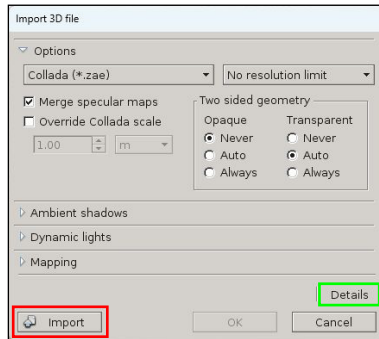 Import 3D file
Options
Collada (*.zae) No resolution limit
Merge specular maps
Override Collada scale
1.00 m
Two sided geometry
Opaque Transparent
Never Never
Auto Auto
Always Always
Ambient shadows
Dynamic lights
Mapping
Details
Import OK Cancel